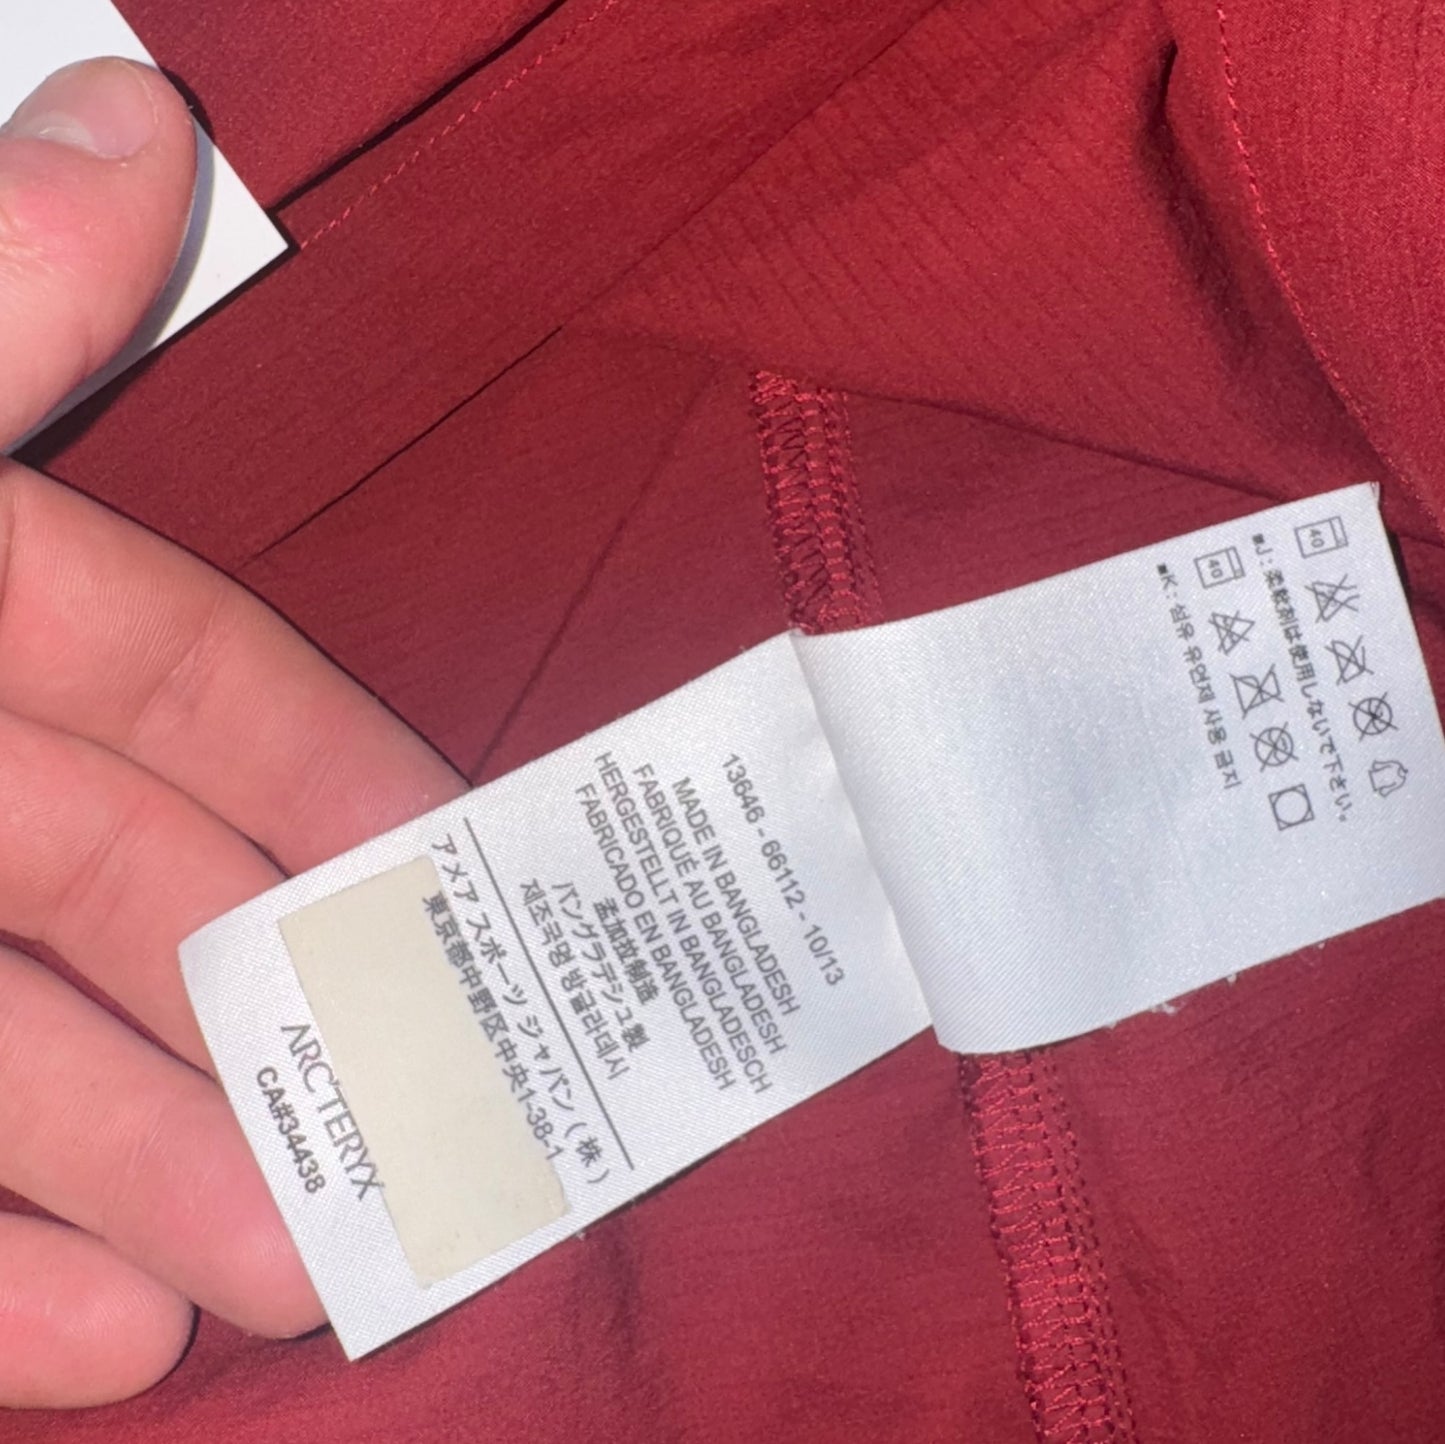 13646 - 66112 - 10/13
MADE IN BANGLADESH
FABRIQUÉ AU BANGLADESCH
HERGESTELLT IN BANGLADESH
FABRICADO EN BANGLADESH
孟加拉制造
バングラデシュ製
제조국명 방글라데시
アメア スポーツ ジャパン (株)
東京都中野区中央1-38-1
ARC'TERYX
CA#34438
40
■J : 柔軟剤は使用しないで下さい。
40
■K : 섬유 유연제 사용 금지